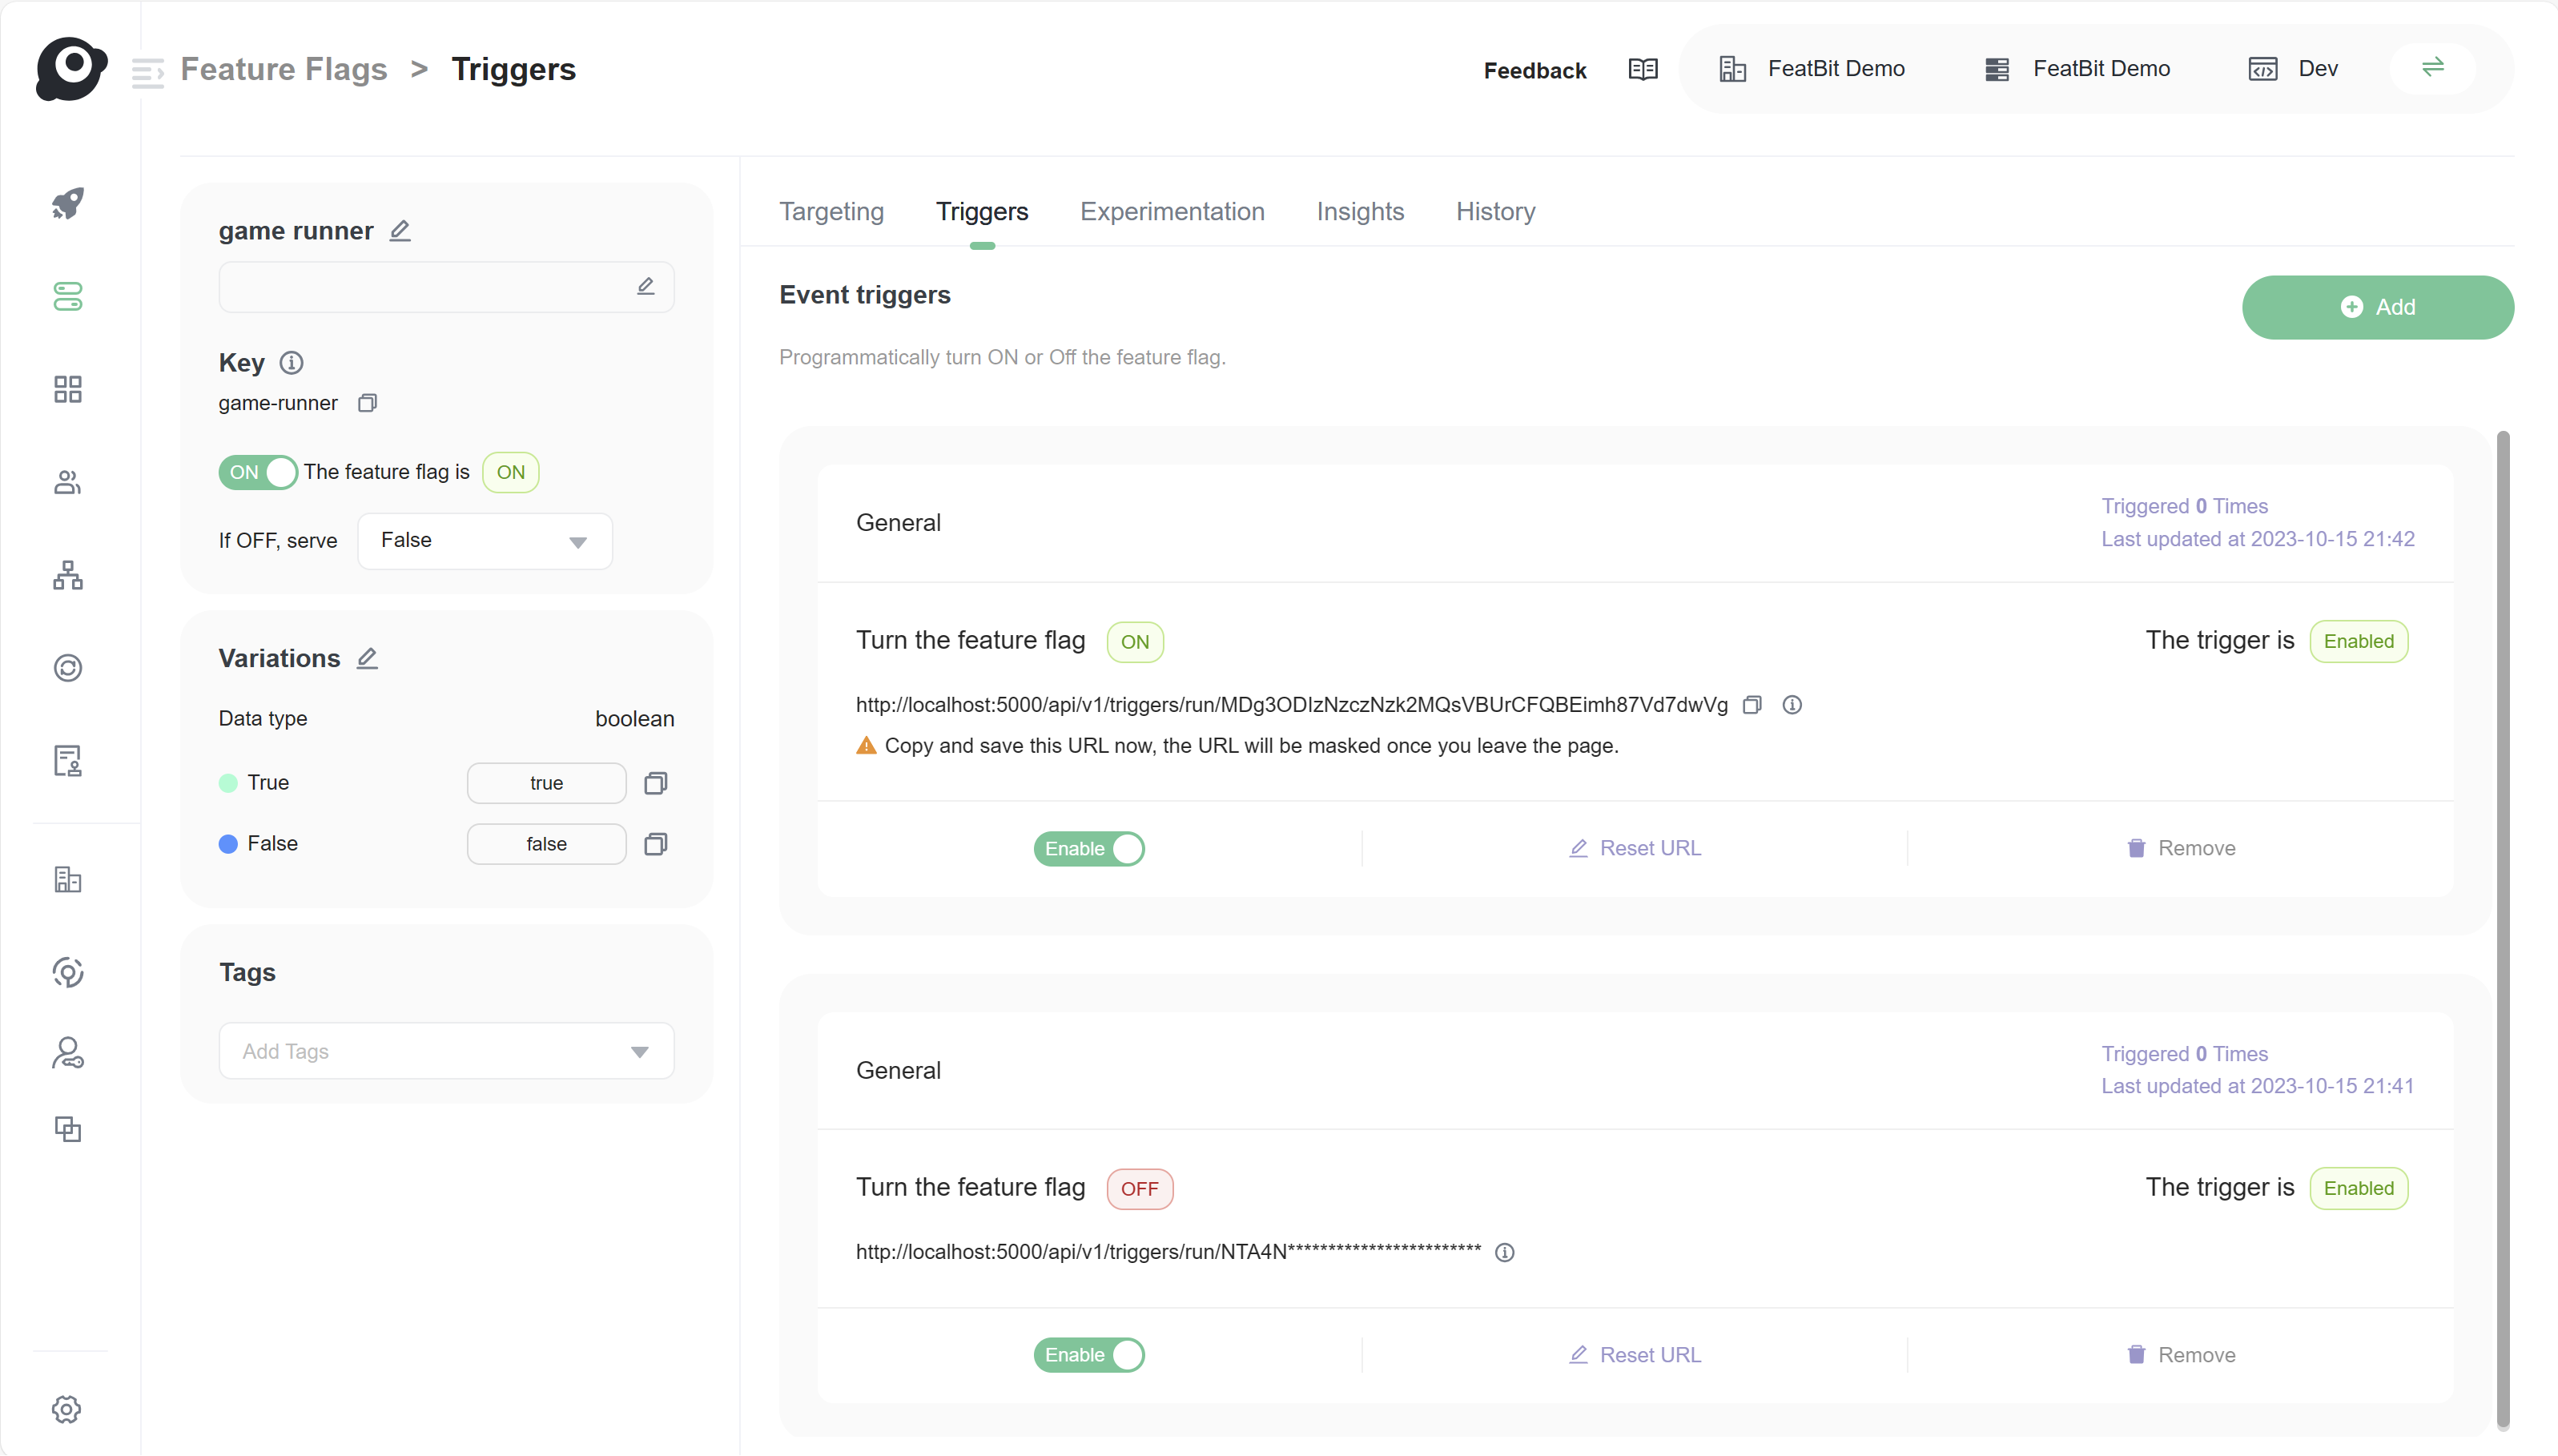 Feature Flags > Triggers
Feedback
FeatBit Demo
FeatBit Demo
Dev
game runner
Key
game-runner
ON The feature flag is ON
If OFF, serve False
Variations
Data type boolean
True true
False false
Tags
Add Tags
Targeting Triggers Experimentation Insights History
Event triggers
Add
Programmatically turn ON or Off the feature flag.
General
Triggered 0 Times
Last updated at 2023-10-15 21:42
Turn the feature flag ON
The trigger is Enabled
http://localhost:5000/api/v1/triggers/run/MDg3ODIzNzczNzk2MQsVBUrCFQBEimh87Vd7dwVg
Copy and save this URL now, the URL will be masked once you leave the page.
Enable
Reset URL
Remove
General
Triggered 0 Times
Last updated at 2023-10-15 21:41
Turn the feature flag OFF
The trigger is Enabled
http://localhost:5000/api/v1/triggers/run/NTA4N************************
Enable
Reset URL
Remove